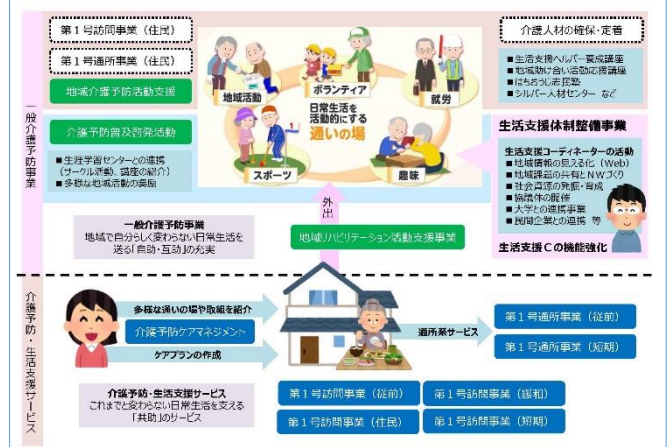 一般介護予防事業
第１号訪問事業（住民）
第１号通所事業（住民）
地域介護予防活動支援
介護予防普及啓発活動
■生涯学習センターとの連携
（サークル活動、講座の紹介）
■多様な地域活動の奨励
地域活動
ボランティア
就労
日常生活を
活動的にする
通いの場
スポーツ
趣味
介護人材の確保・定着
■生活支援ヘルパー養成講座
■地域助け合い活動応援講座
■はちおうじ志民塾
■シルバー人材センター など
生活支援体制整備事業
生活支援コーディネーターの活動
■地域情報の見える化（Web）
■地域課題の共有とNWづくり
■社会資源の発掘・育成
■協議体の開催
■大学との連携事業
■民間企業との連携 等
生活支援Ｃの機能強化
一般介護予防事業
地域で自分らしく変わらない日常生活を
送る「自助・互助」の充実
外出
地域リハビリテーション活動支援事業
介護予防・生活支援サービス
多様な通いの場や取組を紹介
介護予防ケアマネジメント
ケアプランの作成
通所系サービス
第１号通所事業（従前）
第１号通所事業（短期）
介護予防・生活支援サービス
これまでと変わらない日常生活を支える
「共助」のサービス
第１号訪問事業（従前）
第１号訪問事業（緩和）
第１号訪問事業（住民）
第１号訪問事業（短期）